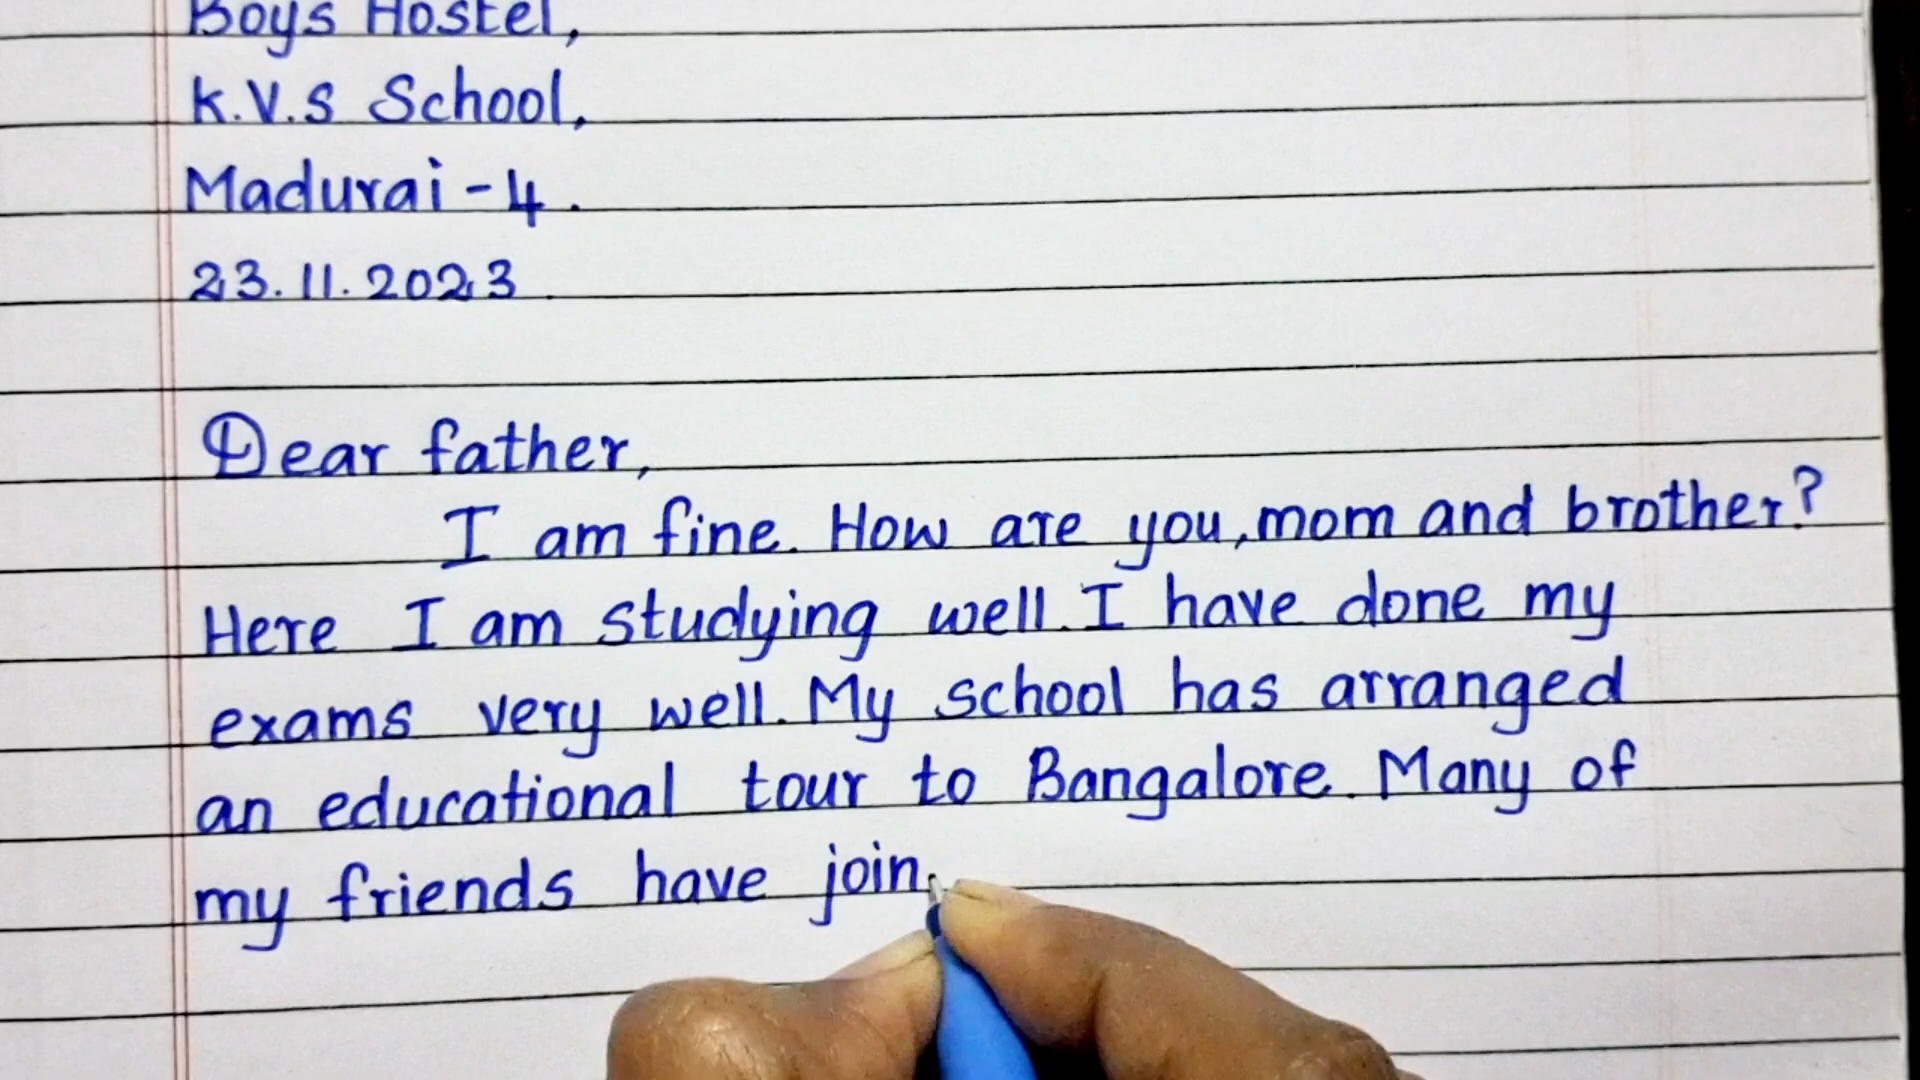 Boys Hostel,
K.V.S School,
Madurai - 4.
23.11.2023.
Dear father,
I am fine. How are you, mom and brother?
Here I am studying well. I have done my
exams very well. My school has arranged
an educational tour to Bangalore. Many of
my friends have join